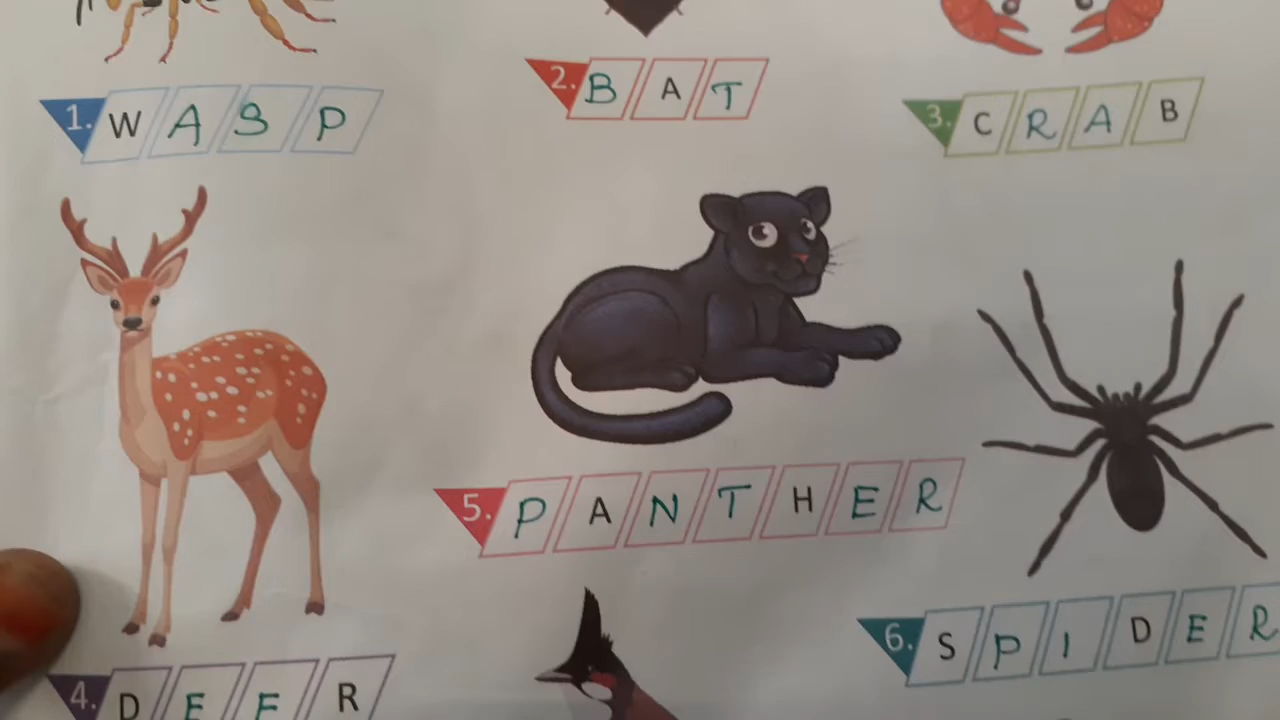 1. WASP
2. BAT
3. CRAB
4. DEER
5. PANTHER
6. SPIDER